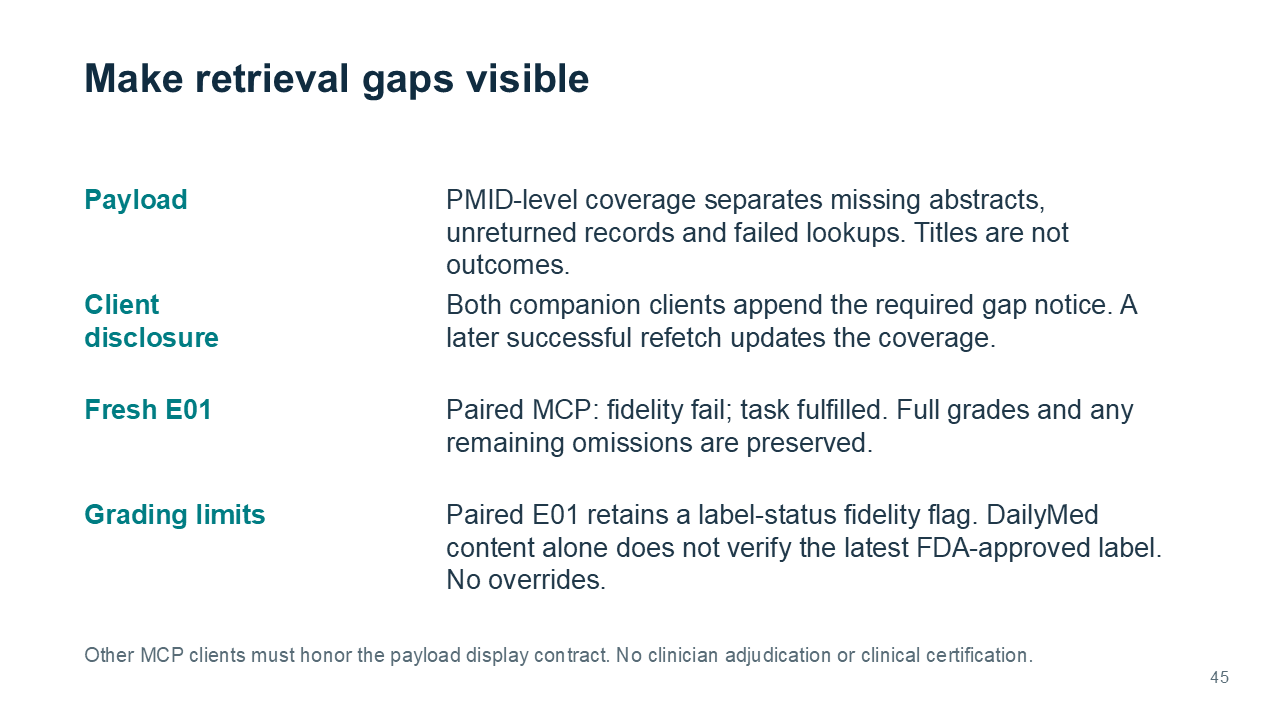 Make retrieval gaps visible
Payload
PMID-level coverage separates missing abstracts,
unreturned records and failed lookups. Titles are not
outcomes.
Client
disclosure
Both companion clients append the required gap notice. A
later successful refetch updates the coverage.
Fresh E01
Paired MCP: fidelity fail; task fulfilled. Full grades and any
remaining omissions are preserved.
Grading limits
Paired E01 retains a label-status fidelity flag. DailyMed
content alone does not verify the latest FDA-approved label.
No overrides.
Other MCP clients must honor the payload display contract. No clinician adjudication or clinical certification.
45